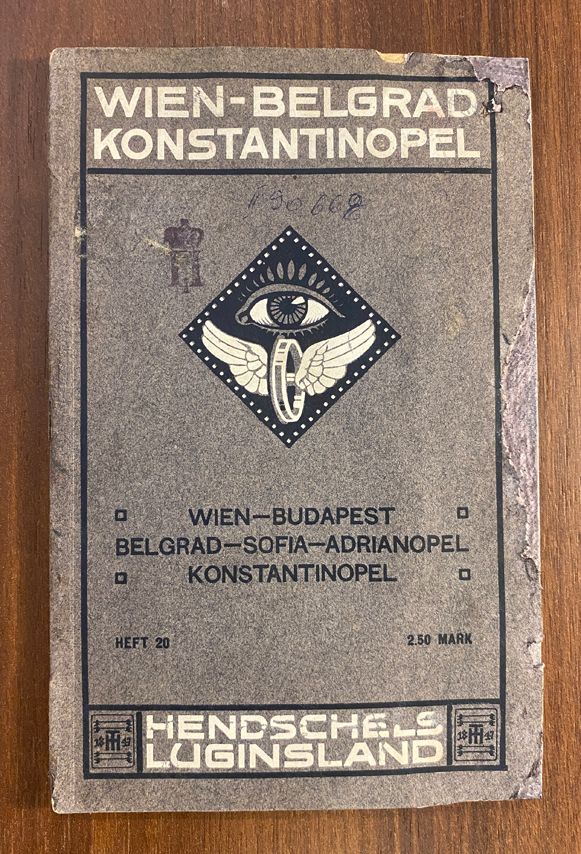 WIEN-BELGRAD
KONSTANTINOPEL
WIEN—BUDAPEST
BELGRAD—SOFIA—ADRIANOPEL
KONSTANTINOPEL
HEFT 20
2.50 MARK
HENDSCHELS
LUGINSLAND